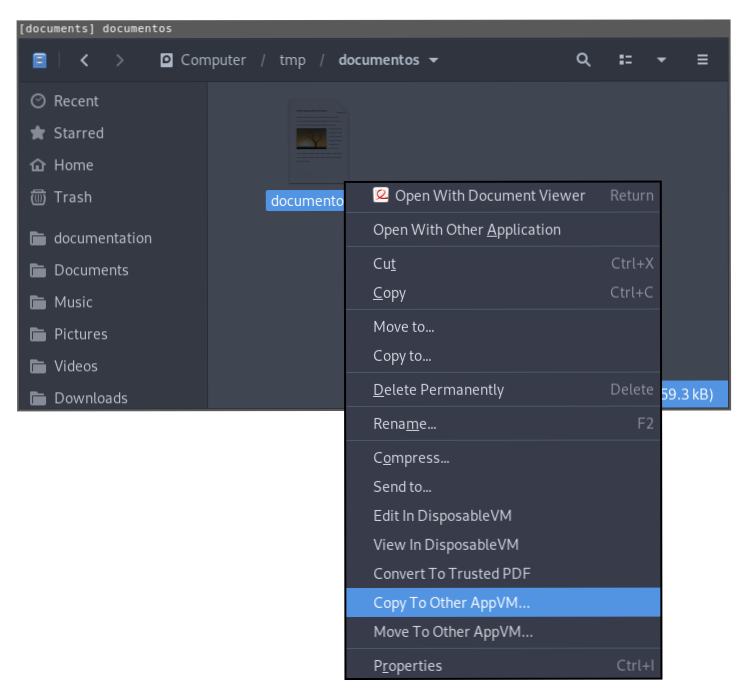 [documents] documentos
Computer / tmp / documentos
Recent
Starred
Home
Trash
documentation
Documents
Music
Pictures
Videos
Downloads
documento
Open With Document Viewer Return
Open With Other Application
Cut Ctrl+X
Copy Ctrl+C
Move to...
Copy to...
Delete Permanently Delete
Rename... F2
Compress...
Send to...
Edit In DisposableVM
View In DisposableVM
Convert To Trusted PDF
Copy To Other AppVM...
Move To Other AppVM...
Properties Ctrl+I
59.3 kB)